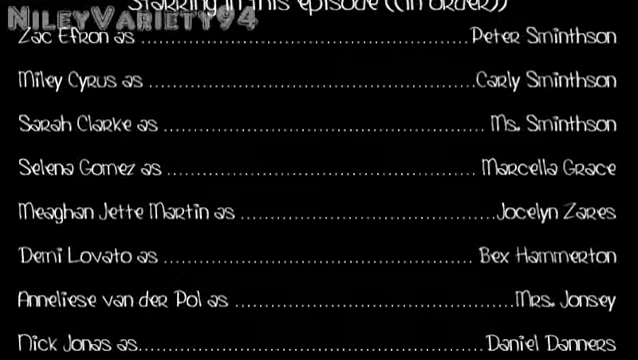 Starring in this episode ((in order))
NileyVariety94
Zac Efron as ........................................................Peter Sminthson
Miley Cyrus as ........................................................Carly Sminthson
Sarah Clarke as ....................................................... Ms. Sminthson
Selena Gomez as ..................................................... Marcella Grace
Meaghan Jette Martin as ..........................................Jocelyn Zares
Demi Lovato as ..................................................... Bex Hammerton
Anneliese van der Pol as ..............................................Mrs. Jonsey
Nick Jonas as......................................................... Daniel Danners